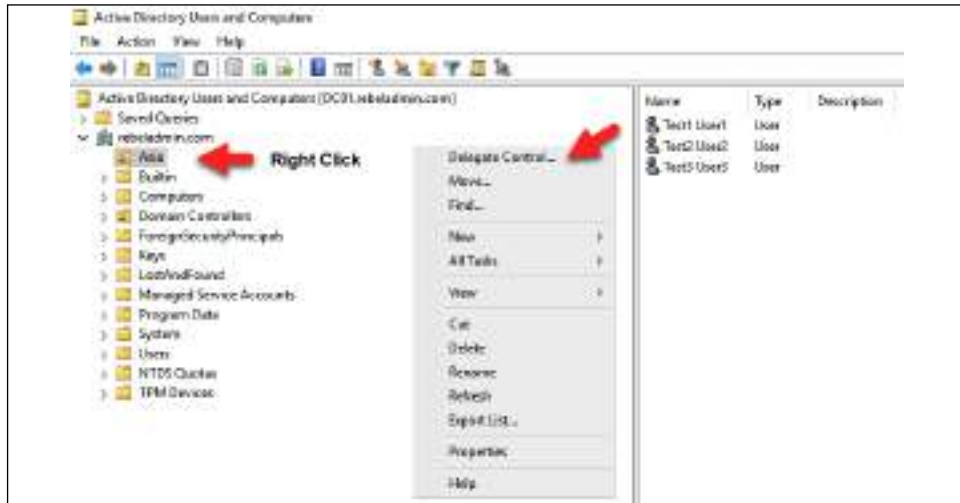 Active Directory Users and Computers
File Action View Help
Active Directory Users and Computers [DC01.rebeladmin.com]
Saved Queries
rebeladmin.com
Asia
Right Click
Builtin
Computers
Domain Controllers
ForeignSecurityPrincipals
Keys
LostAndFound
Managed Service Accounts
Program Data
System
Users
NTDS Quotas
TPM Devices
Delegate Control...
Move...
Find...
New
All Tasks
View
Cut
Delete
Rename
Refresh
Export List...
Properties
Help
Name Type Description
Test1 User1 User
Test2 User2 User
Test3 User3 User